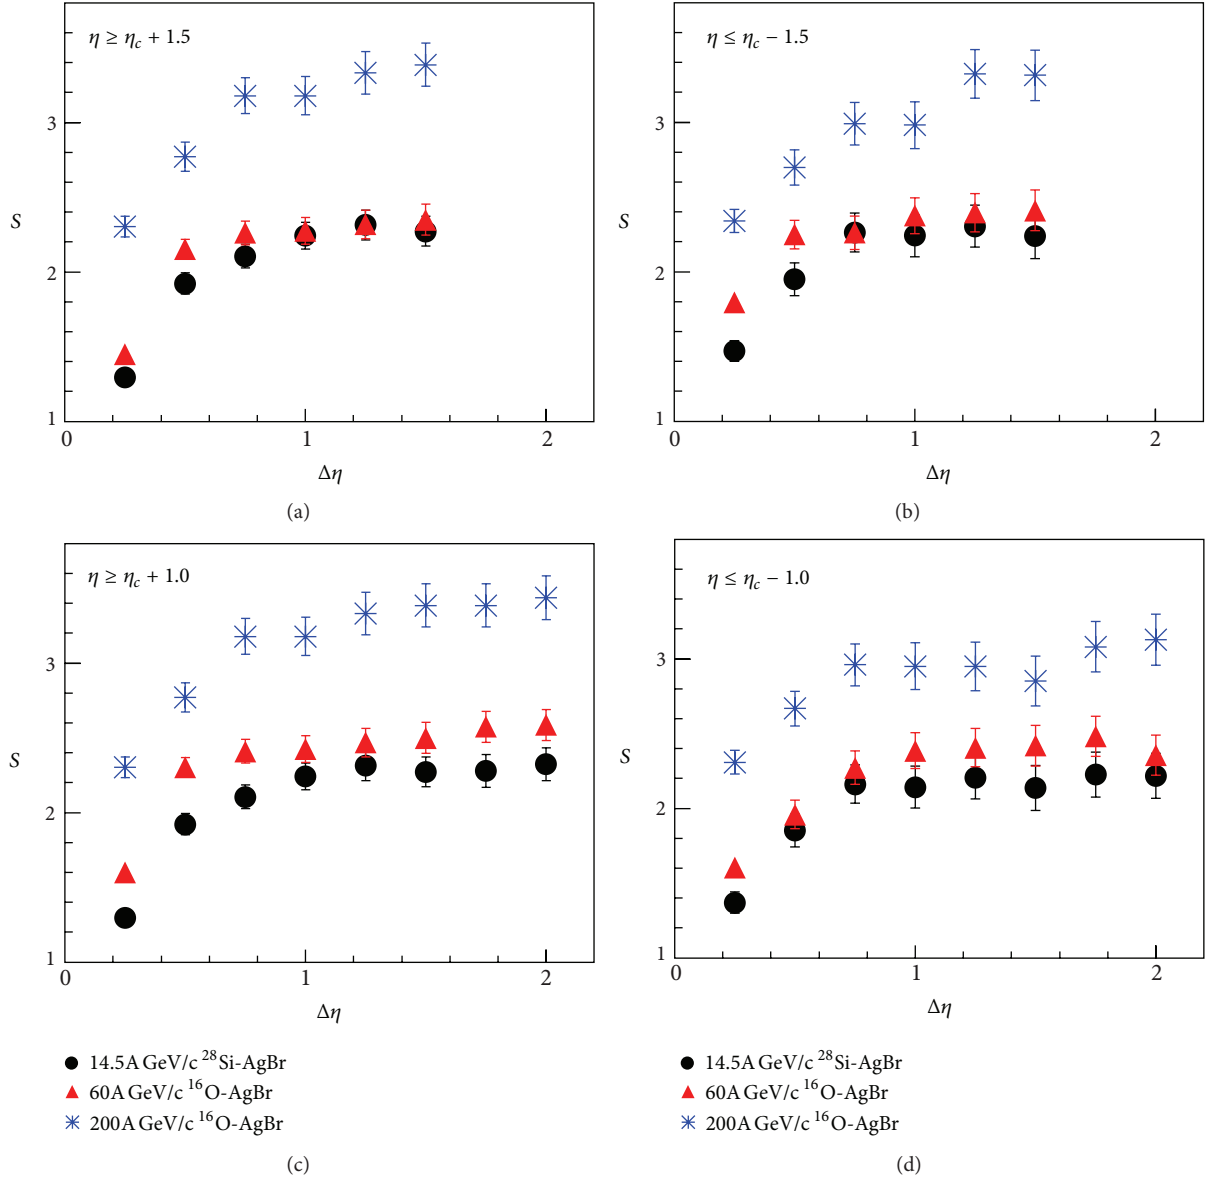 η ≥ ηc + 1.5
3
S
2
1
0 1 2
Δη
(a)
η ≤ ηc − 1.5
3
2
1
0 1 2
Δη
(b)
η ≥ ηc + 1.0
3
S
2
1
0 1 2
Δη
14.5A GeV/c 28Si-AgBr
60A GeV/c 16O-AgBr
200A GeV/c 16O-AgBr
(c)
η ≤ ηc − 1.0
3
S
2
1
0 1 2
Δη
14.5A GeV/c 28Si-AgBr
60A GeV/c 16O-AgBr
200A GeV/c 16O-AgBr
(d)
S